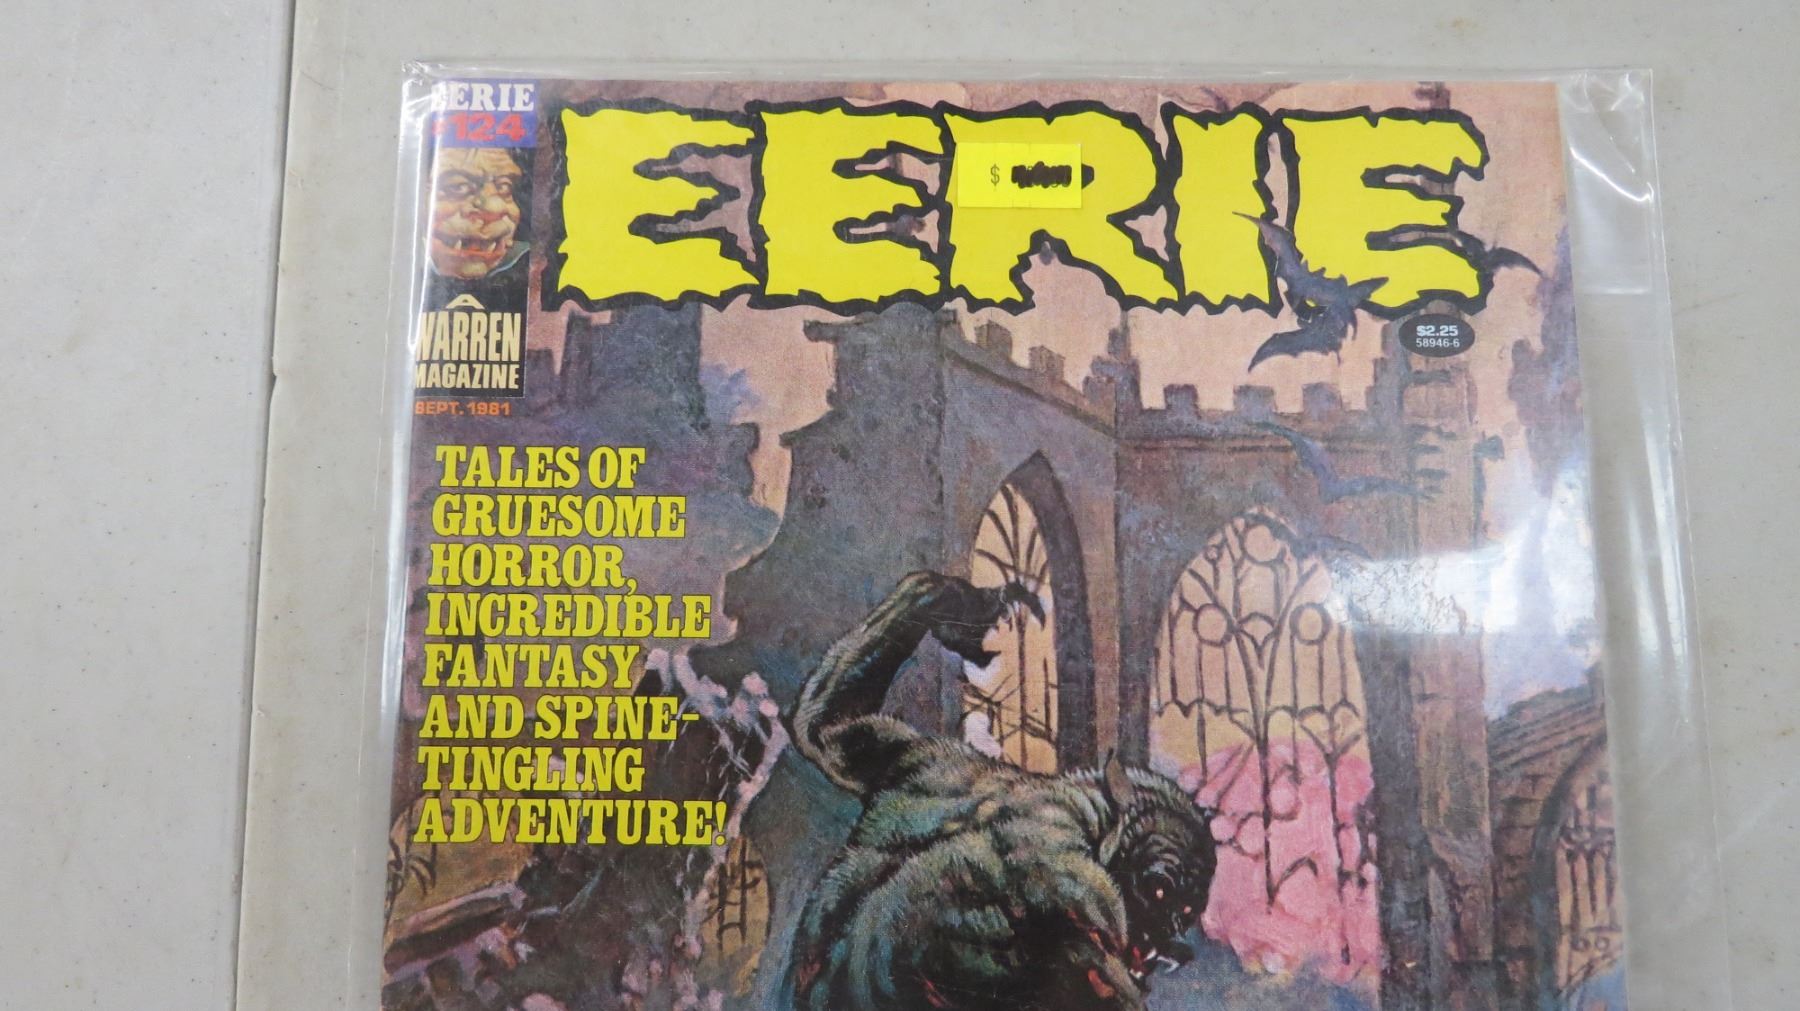 EERIE
#124
EERIE
$
A
WARREN
MAGAZINE
SEPT. 1981
$2.25
58946-6
TALES OF
GRUESOME
HORROR,
INCREDIBLE
FANTASY
AND SPINE-
TINGLING
ADVENTURE!